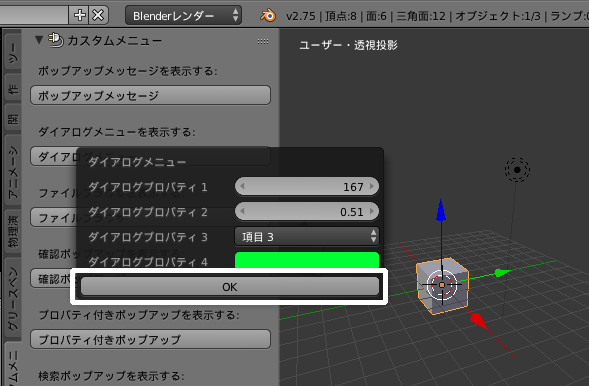 Blenderレンダー
v2.75 | 頂点:8 | 面:6 | 三角面:12 | オブジェクト:1/3 | ランプ:0
カスタムメニュー
ユーザー・透視投影
ツー
ポップアップメッセージを表示する:
ポップアップメッセージ
作
関
ダイアログメニューを表示する:
アニメーシ
ダイアロ
ダイアログメニュー
ダイアログプロパティ 1
167
ファイル
ダイアログプロパティ 2
0.51
物理演
ファイル
ダイアログプロパティ 3
項目 3
確認ポ
ダイアログプロパティ 4
確認ポ
OK
グリースペン
プロパティ付きポップアップを表示する:
プロパティ付きポップアップ
ムメニ
検索ポップアップを表示する: